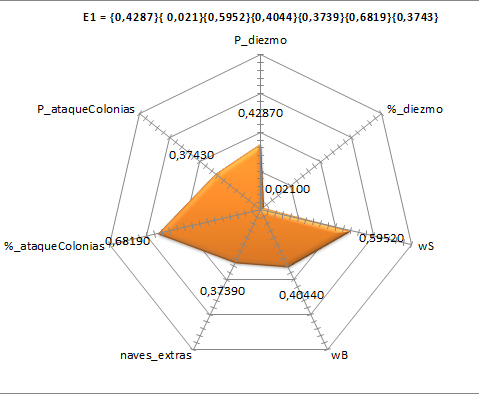 E1 = {0,4287}{ 0,021}{0,5952}{0,4044}{0,3739}{0,6819}{0,3743}
P_diezmo
P_ataqueColonias
%_diezmo
0,42870
0,37430
0,02100
%_ataqueColonias
0,68190
0,59520
wS
0,37390
0,40440
naves_extras
wB